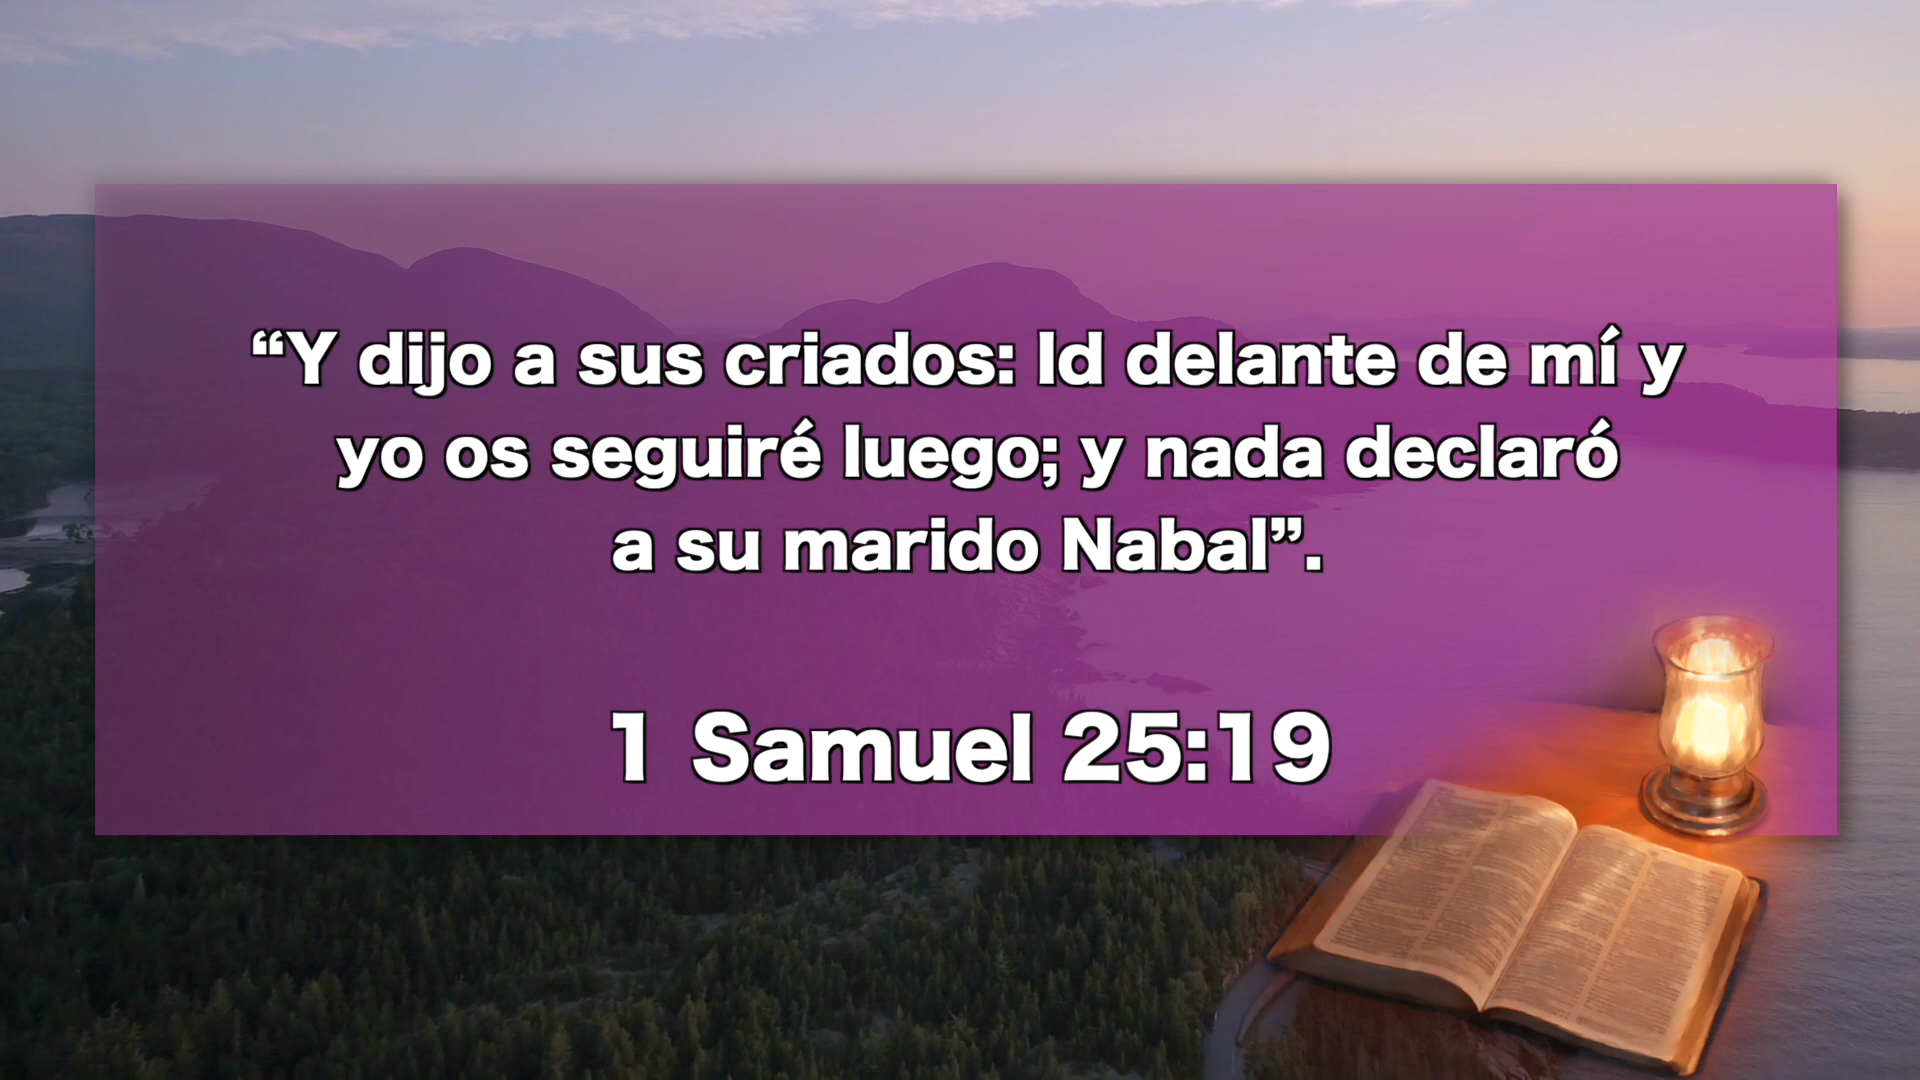 “Y dijo a sus criados: Id delante de mí y
yo os seguiré luego; y nada declaró
a su marido Nabal”.
1 Samuel 25:19